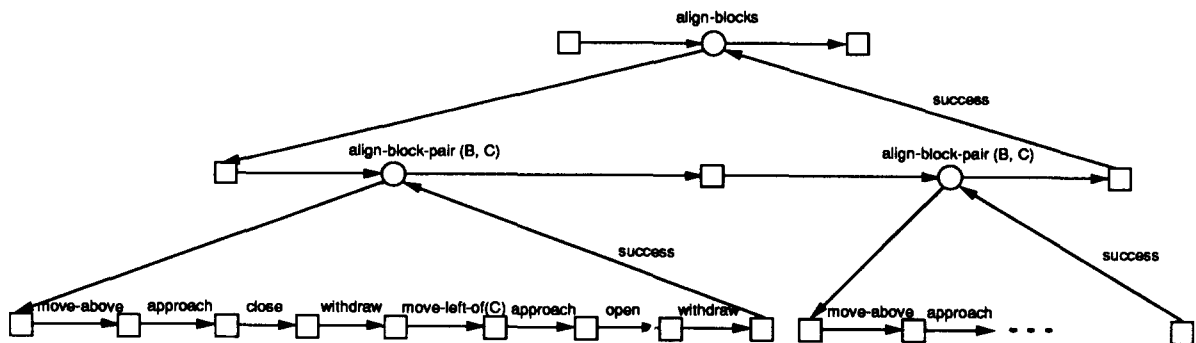 align-blocks
success
align-block-pair (B, C)
align-block-pair (B, C)
success
success
move-above approach close withdraw move-left-of(C) approach open withdraw
move-above approach